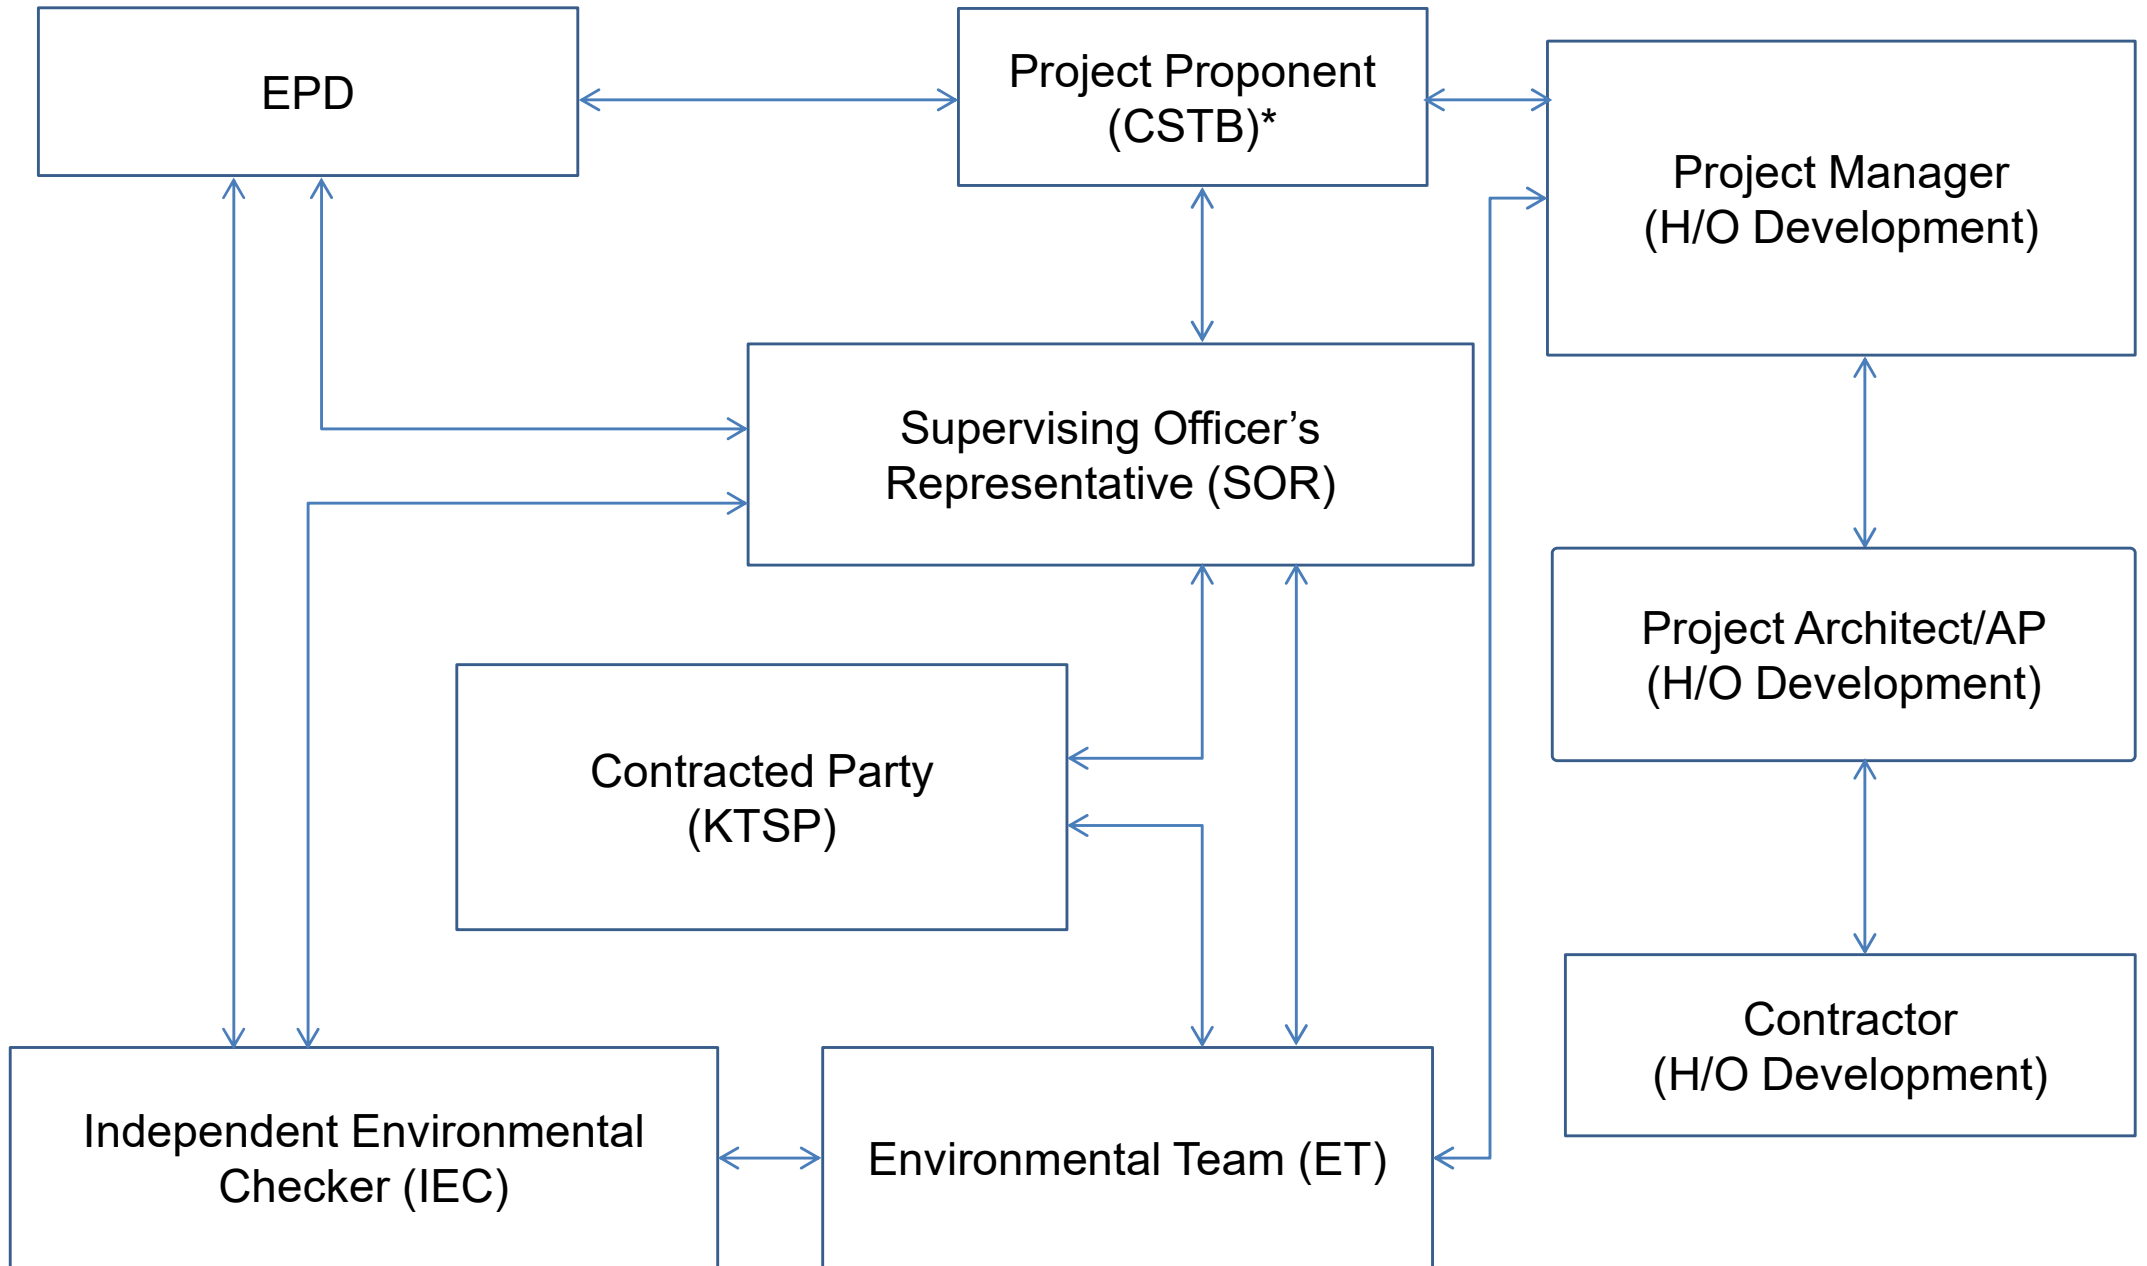 EPD
Project Proponent
(CSTB)*
Project Manager
(H/O Development)
Supervising Officer’s
Representative (SOR)
Project Architect/AP
(H/O Development)
Contracted Party
(KTSP)
Contractor
(H/O Development)
Independent Environmental
Checker (IEC)
Environmental Team (ET)